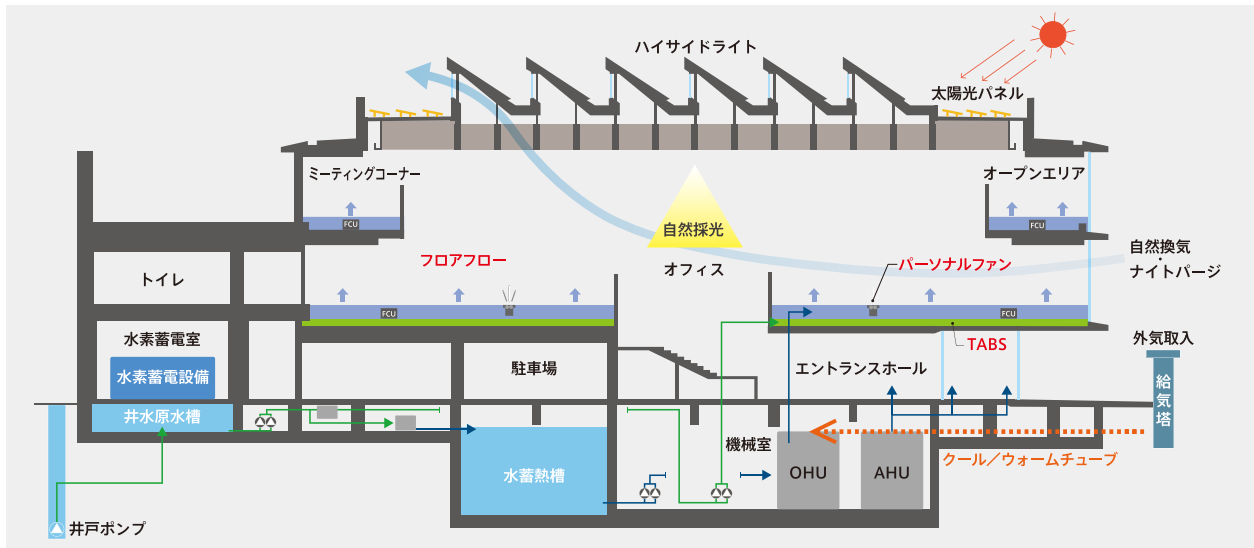 ハイサイドライト
太陽光パネル
ミーティングコーナー
オープンエリア
FCU
FCU
自然採光
自然換気
・
ナイトパージ
フロアフロー
オフィス
パーソナルファン
トイレ
FCU
FCU
水素蓄電室
TABS
外気取入
水素蓄電設備
駐車場
エントランスホール
給気塔
井水原水槽
機械室
クール／ウォームチューブ
水蓄熱槽
OHU
AHU
井戸ポンプ